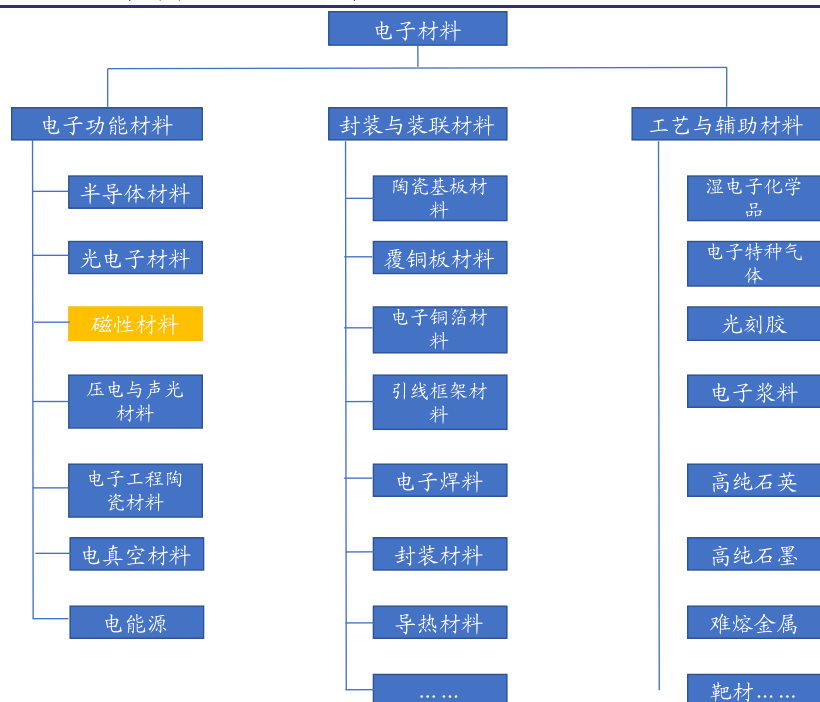 电子材料
电子功能材料
半导体材料
光电子材料
磁性材料
压电与声光
材料
电子工程陶
瓷材料
电真空材料
电能源
封装与装联材料
陶瓷基板材
料
覆铜板材料
电子铜箔材
料
引线框架材
料
电子焊料
封装材料
导热材料
……
工艺与辅助材料
湿电子化学
品
电子特种气
体
光刻胶
电子浆料
高纯石英
高纯石墨
难熔金属
靶材……